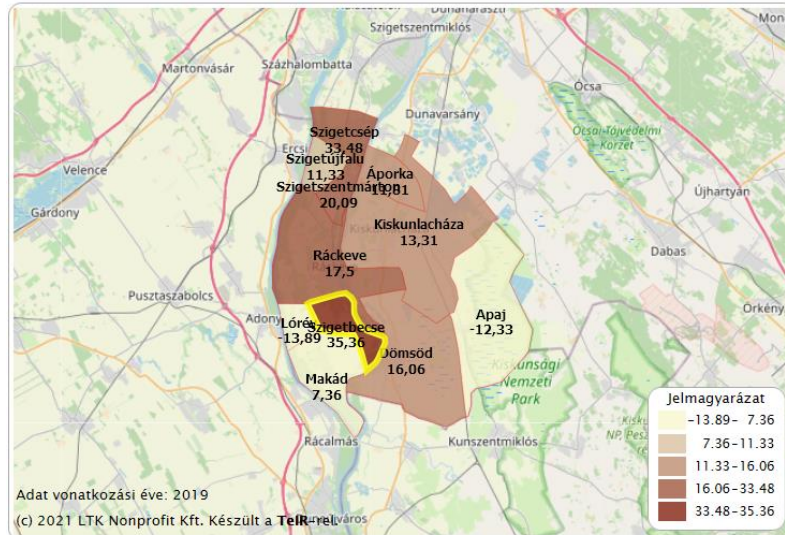 Dunaharaszti
Szigetszentmiklós
Martonvásár
Százhalombatta
Ócsa
Dunavarsány
Ócsai Tájvédelmi
Körzet
Szigetcsép
33,48
Ercsi
Velence
Szigetújfalu
11,33
Áporka
Szigetszentmárton
20,09
Újhartyán
Gárdony
Kiskunlacháza
13,31
Dabas
Ráckeve
17,5
Pusztaszabolcs
Apaj
-12,33
Adony
-13,89
Szigetbecse
35,36
Dömsöd
16,06
Kiskunsági
Nemzeti
Park
Makád
7,36
Rácalmás
Kunszentmiklós
Jelmagyarázat
-13.89- 7.36
7.36-11.33
11.33-16.06
16.06-33.48
33.48-35.36
Adat vonatkozási éve: 2019
(c) 2021 LTK Nonprofit Kft. Készült a TeIR-rel.